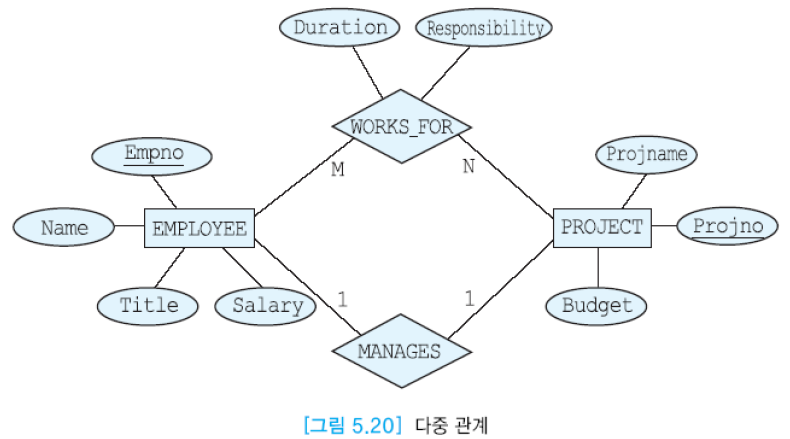 Duration
Responsibility
WORKS_FOR
M
N
Empno
Projname
Name
EMPLOYEE
PROJECT
Projno
Title
Salary
1
1
Budget
MANAGES
[그림 5.20] 다중 관계